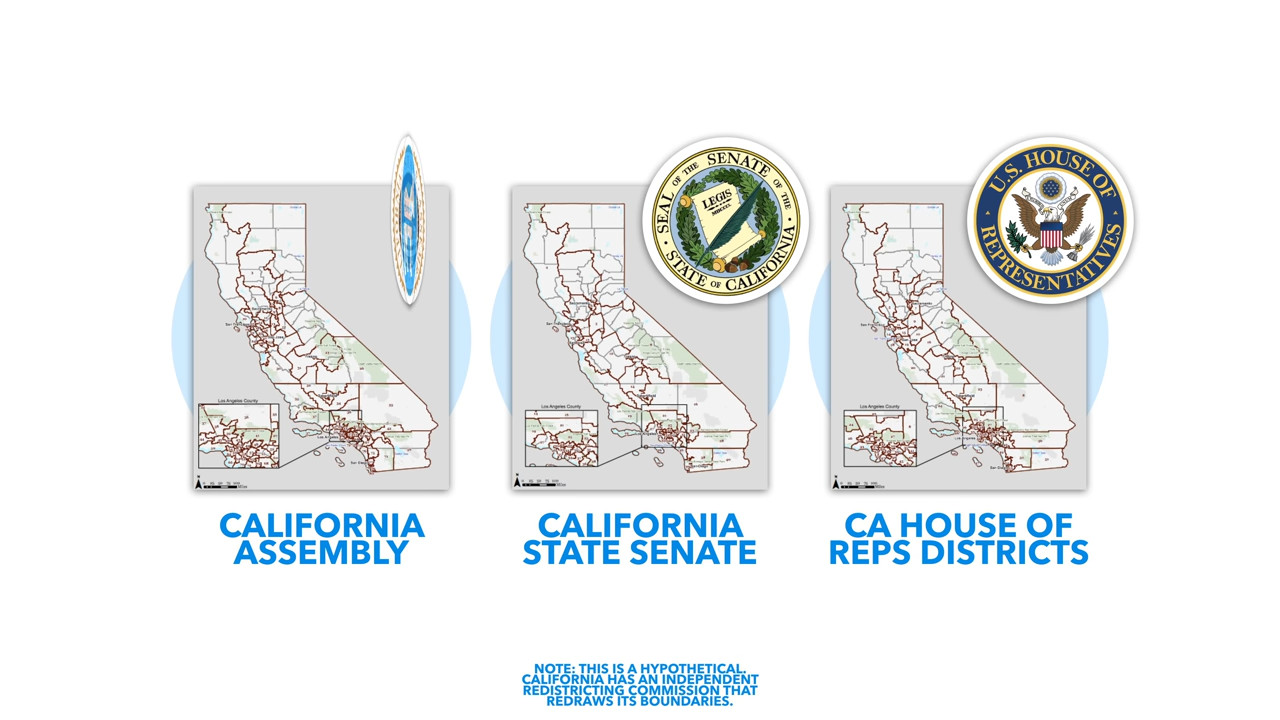 SEAL OF THE SENATE OF THE
STATE OF CALIFORNIA
LEGIS
MDCCCL
U.S. HOUSE OF
REPRESENTATIVES
Los Angeles County
Los Angeles County
Los Angeles County
CALIFORNIA
ASSEMBLY
CALIFORNIA
STATE SENATE
CA HOUSE OF
REPS DISTRICTS
NOTE: THIS IS A HYPOTHETICAL.
CALIFORNIA HAS AN INDEPENDENT
REDISTRICTING COMMISSION THAT
REDRAWS ITS BOUNDARIES.